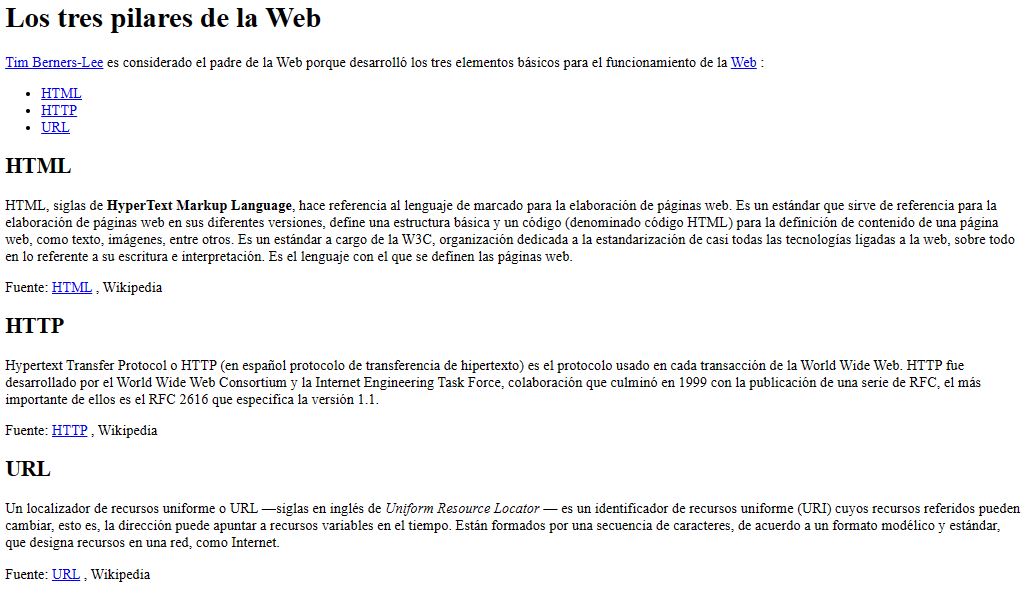 Los tres pilares de la Web
Tim Berners-Lee es considerado el padre de la Web porque desarrolló los tres elementos básicos para el funcionamiento de la Web :
• HTML
• HTTP
• URL
HTML
HTML, siglas de HyperText Markup Language, hace referencia al lenguaje de marcado para la elaboración de páginas web. Es un estándar que sirve de referencia para la
elaboración de páginas web en sus diferentes versiones, define una estructura básica y un código (denominado código HTML) para la definición de contenido de una página
web, como texto, imágenes, entre otros. Es un estándar a cargo de la W3C, organización dedicada a la estandarización de casi todas las tecnologías ligadas a la web, sobre todo
en lo referente a su escritura e interpretación. Es el lenguaje con el que se definen las páginas web.
Fuente: HTML , Wikipedia
HTTP
Hypertext Transfer Protocol o HTTP (en español protocolo de transferencia de hipertexto) es el protocolo usado en cada transacción de la World Wide Web. HTTP fue
desarrollado por el World Wide Web Consortium y la Internet Engineering Task Force, colaboración que culminó en 1999 con la publicación de una serie de RFC, el más
importante de ellos es el RFC 2616 que especifica la versión 1.1.
Fuente: HTTP , Wikipedia
URL
Un localizador de recursos uniforme o URL —siglas en inglés de Uniform Resource Locator — es un identificador de recursos uniforme (URI) cuyos recursos referidos pueden
cambiar, esto es, la dirección puede apuntar a recursos variables en el tiempo. Están formados por una secuencia de caracteres, de acuerdo a un formato modélico y estándar,
que designa recursos en una red, como Internet.
Fuente: URL , Wikipedia